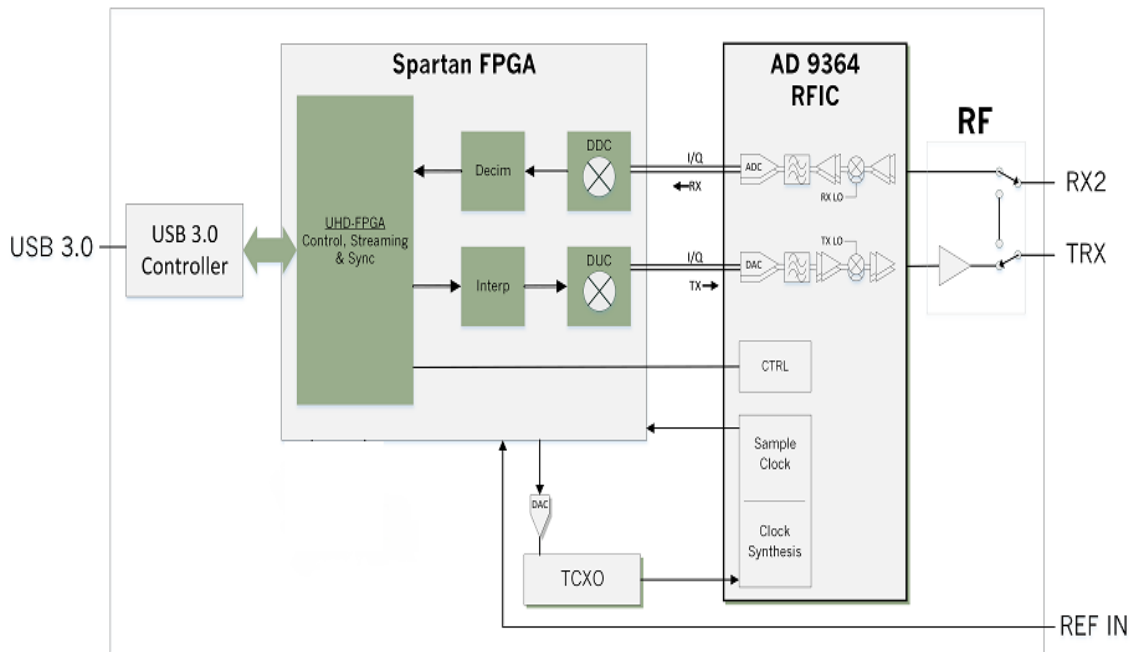 Spartan FPGA
AD 9364
RFIC
RF
DDC
Decim
I/Q
RX
ADC
RX LO
RX2
UHD-FPGA
Control, Streaming
& Sync
USB 3.0
USB 3.0
Controller
DUC
Interp
I/Q
TX
TX LO
DAC
TRX
CTRL
Sample
Clock
Clock
Synthesis
DAC
TCXO
REF IN